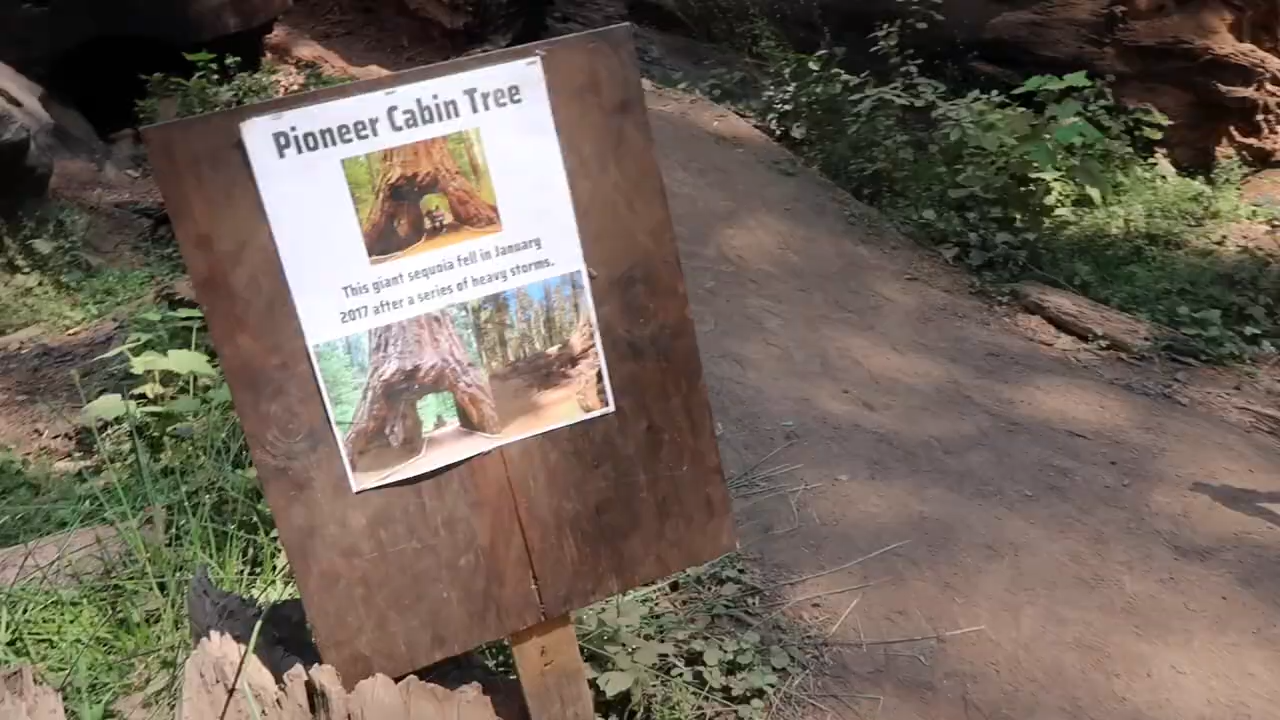 Pioneer Cabin Tree
This giant sequoia fell in January
2017 after a series of heavy storms.